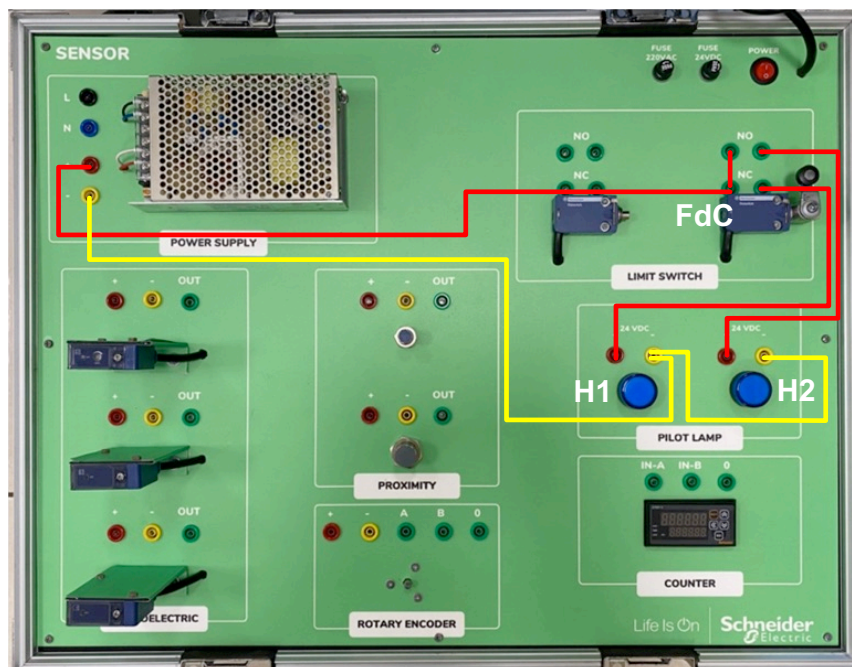 SENSOR
FUSE
220VAC
FUSE
24VDC
POWER
L
N
-
NO
NO
NC
NC
FdC
POWER SUPPLY
LIMIT SWITCH
+ - OUT
+ - OUT
24 VDC -
24 VDC -
H1
H2
+ - OUT
+ - OUT
PILOT LAMP
PROXIMITY
IN-A IN-B 0
+ - OUT
+ - A B 0
COUNTER
ROTARY ENCODER
Life Is On
Schneider
Electric